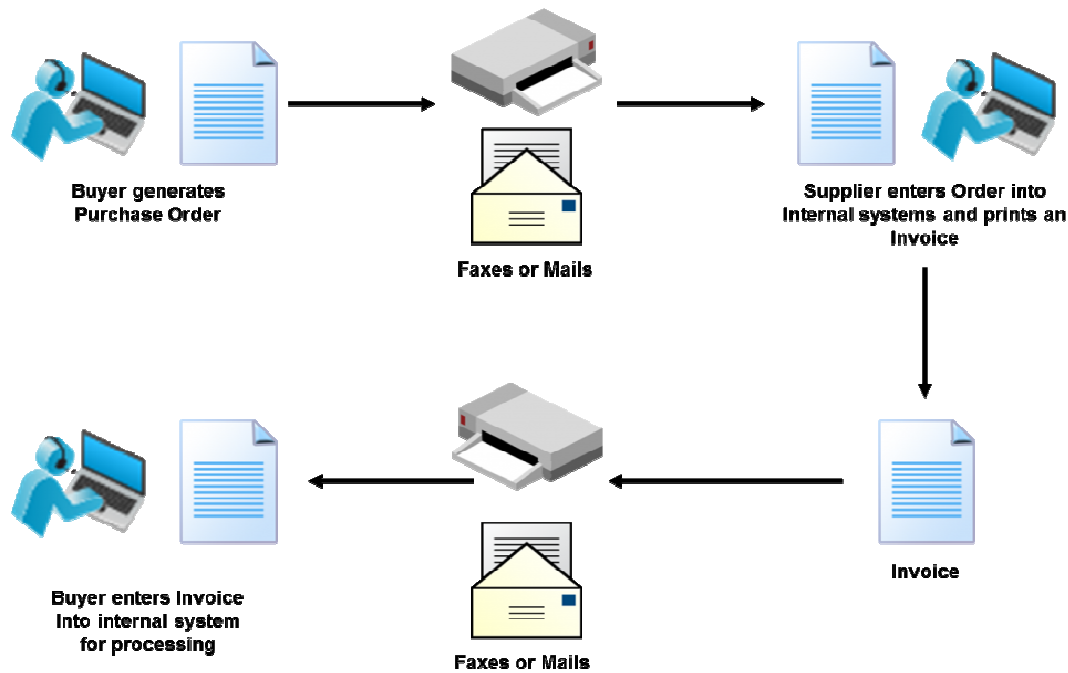 Buyer generates
Purchase Order
Faxes or Mails
Supplier enters Order into
Internal systems and prints an
Invoice
Invoice
Faxes or Mails
Buyer enters Invoice
Into internal system
for processing